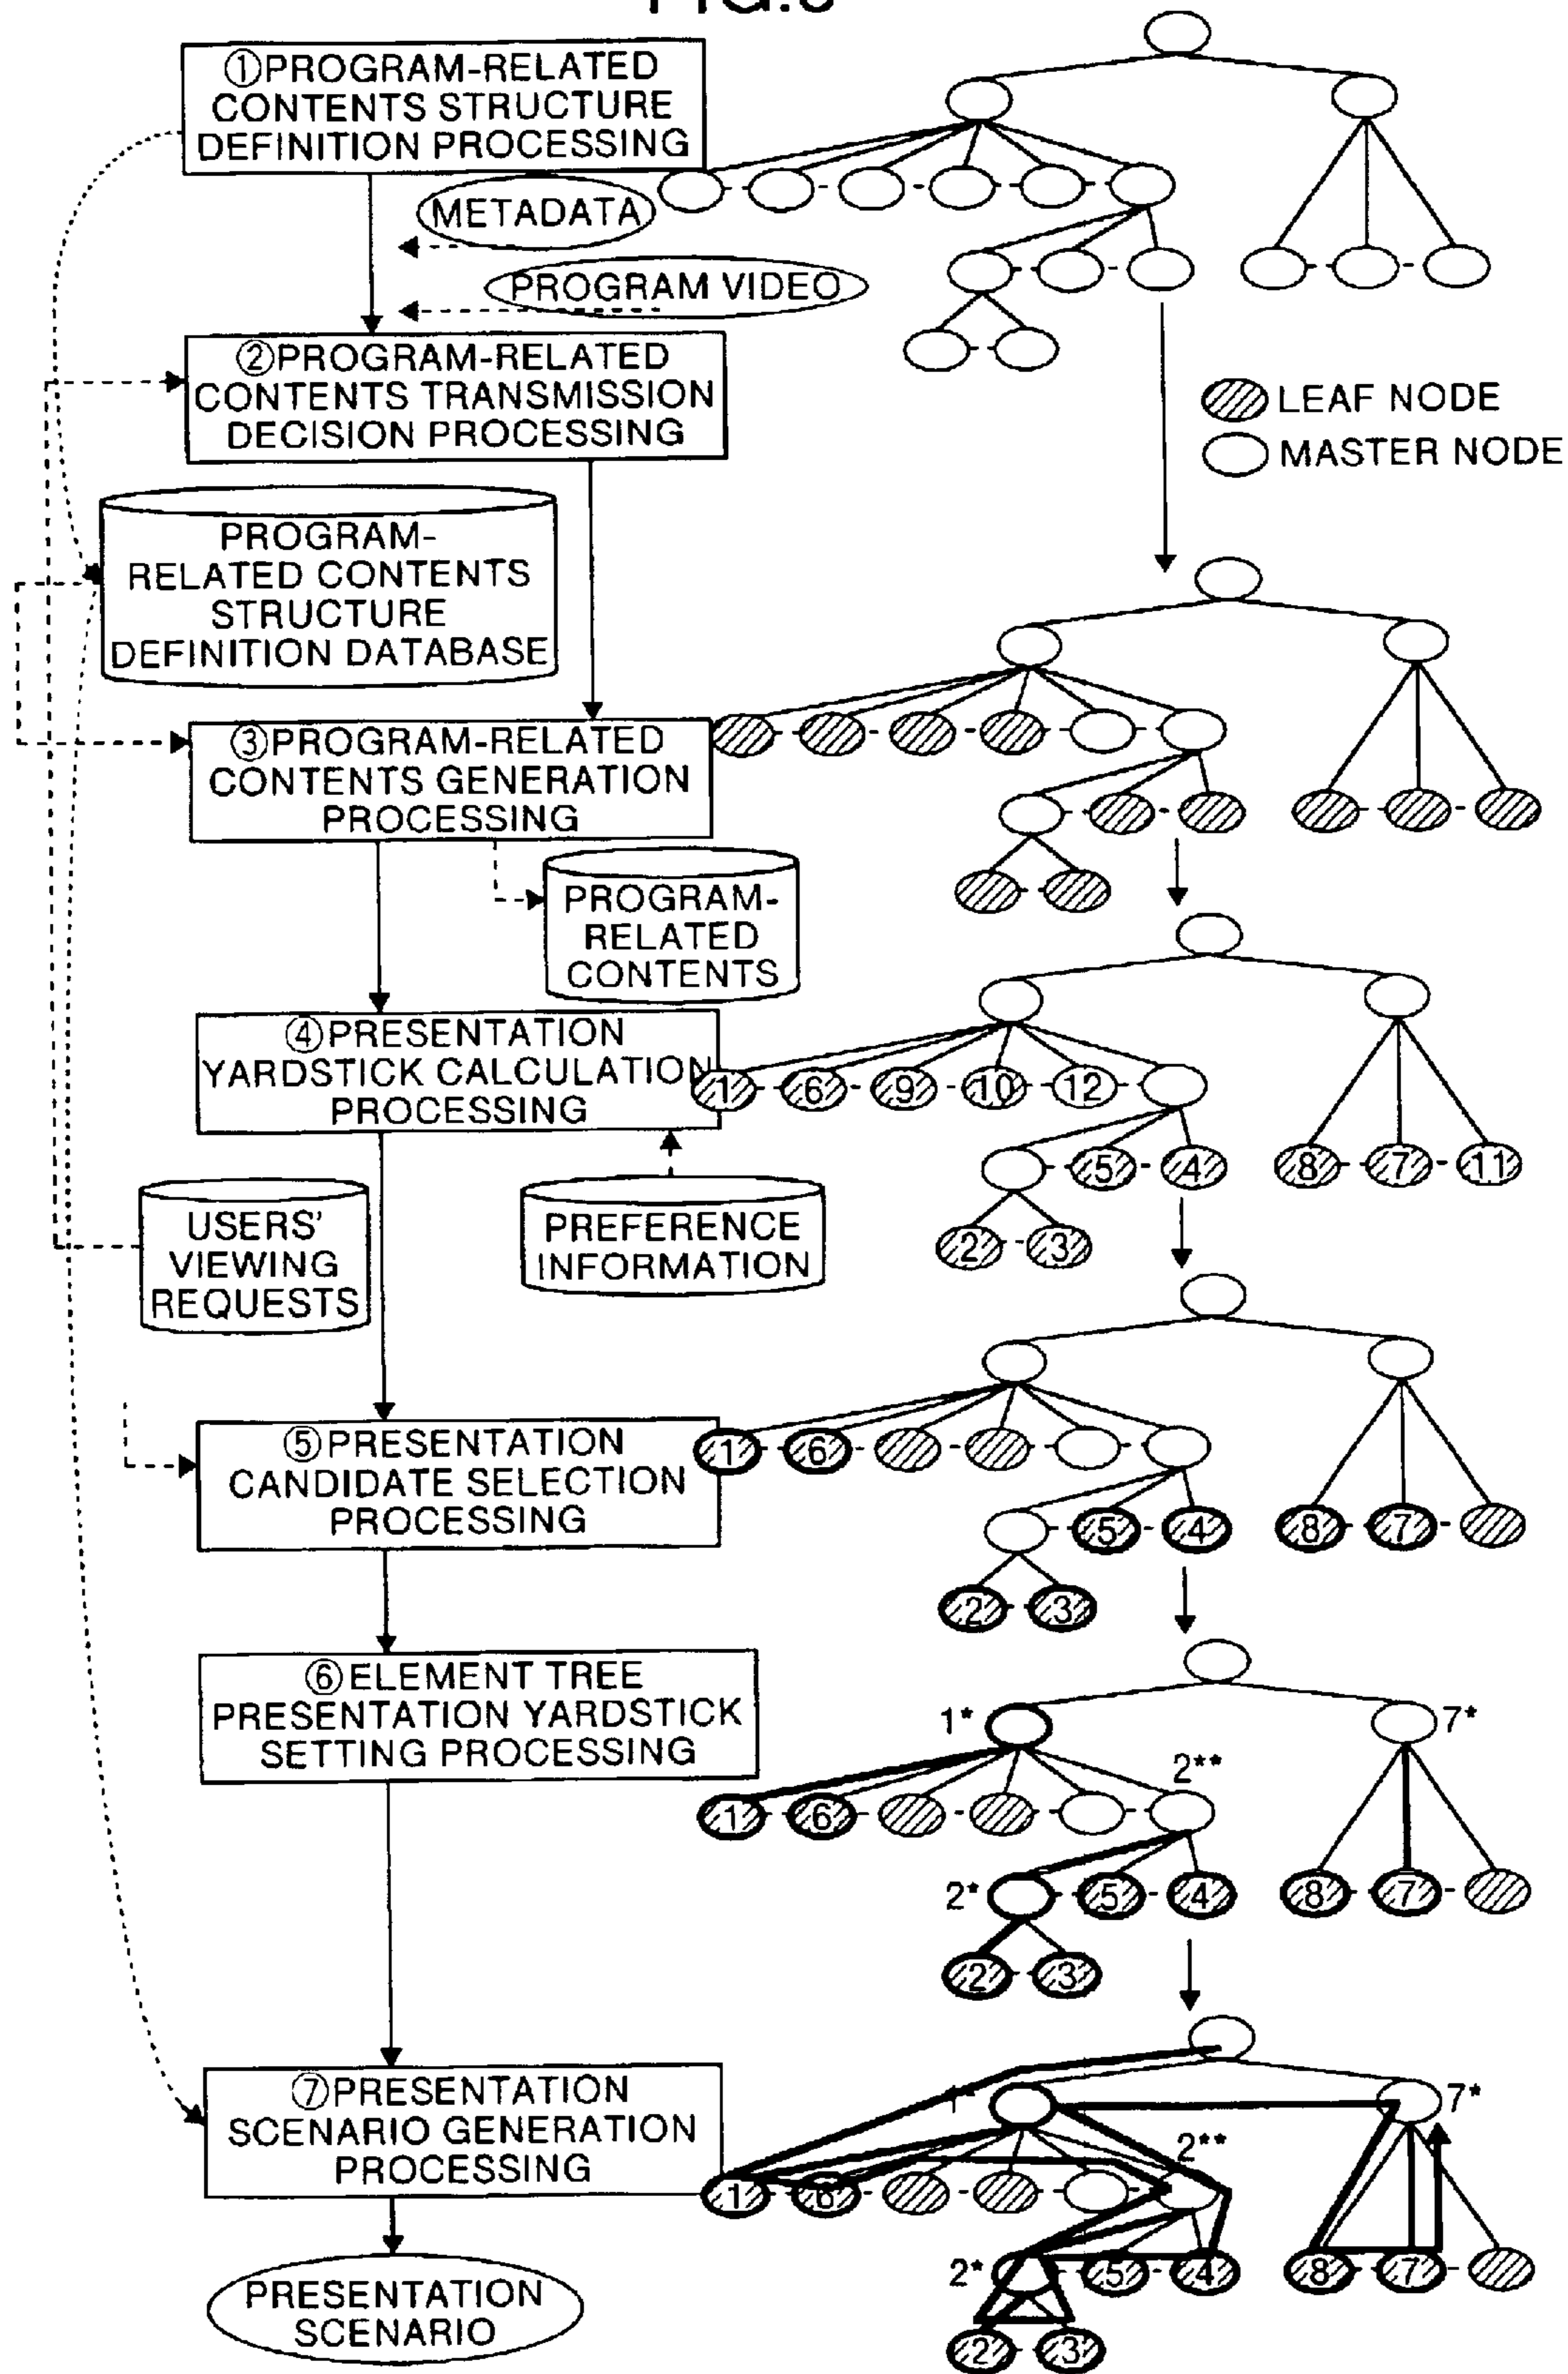 ①PROGRAM-RELATED
CONTENTS STRUCTURE
DEFINITION PROCESSING
METADATA
PROGRAM VIDEO
②PROGRAM-RELATED
CONTENTS TRANSMISSION
DECISION PROCESSING
LEAF NODE
MASTER NODE
PROGRAM-
RELATED CONTENTS
STRUCTURE
DEFINITION DATABASE
③PROGRAM-RELATED
CONTENTS GENERATION
PROCESSING
PROGRAM-
RELATED
CONTENTS
④PRESENTATION
YARDSTICK CALCULATION
PROCESSING
1 6 9 10 12
5 4 8 7 11
2 3
USERS'
VIEWING
REQUESTS
PREFERENCE
INFORMATION
⑤PRESENTATION
CANDIDATE SELECTION
PROCESSING
1 6
5 4 8 7
2 3
⑥ELEMENT TREE
PRESENTATION YARDSTICK
SETTING PROCESSING
1* 7*
2**
1 6
2* 5 4 8 7
2 3
⑦PRESENTATION
SCENARIO GENERATION
PROCESSING
7*
2**
1 6
2* 5 4 8 7
2 3
PRESENTATION
SCENARIO